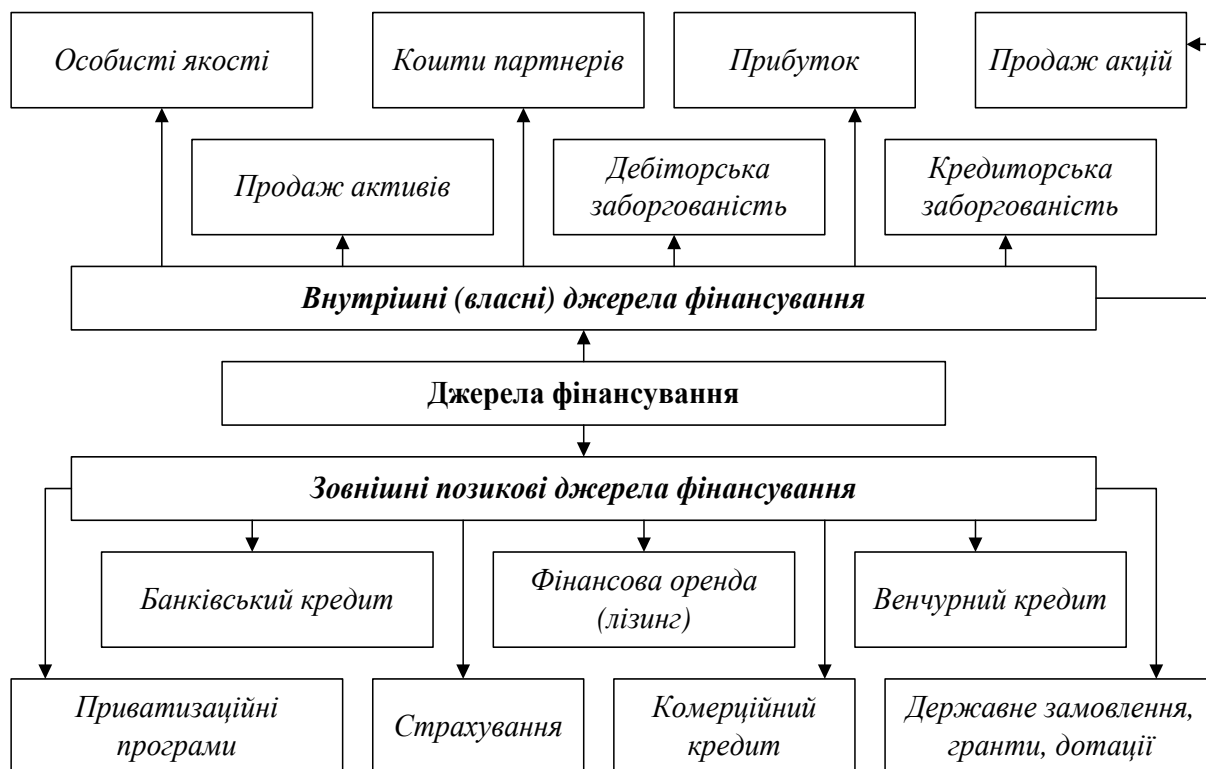 Особисті якості
Кошти партнерів
Прибуток
Продаж акцій
Продаж активів
Дебіторська
заборгованість
Кредиторська
заборгованість
Внутрішні (власні) джерела фінансування
Джерела фінансування
Зовнішні позикові джерела фінансування
Банківський кредит
Фінансова оренда
(лізинг)
Венчурний кредит
Приватизаційні
програми
Страхування
Комерційний
кредит
Державне замовлення,
гранти, дотації